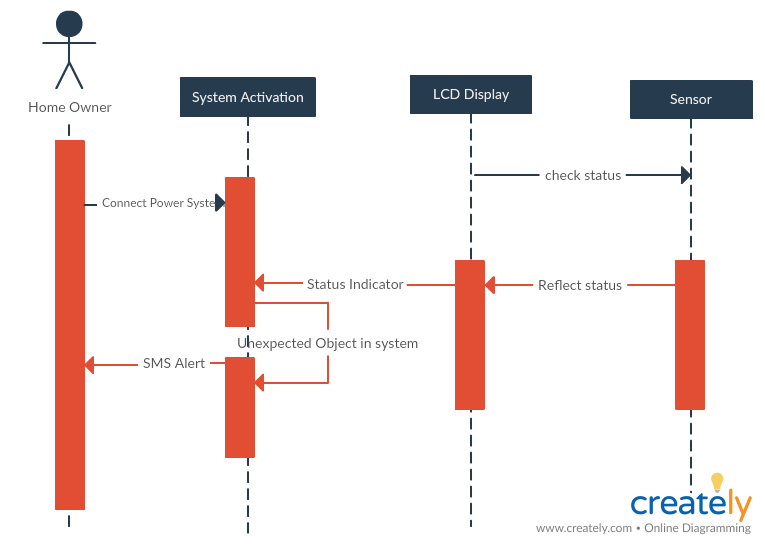 Home Owner
System Activation
LCD Display
Sensor
check status
Connect Power Syste
Status Indicator
Reflect status
Unexpected Object in system
SMS Alert
creately
www.creately.com • Online Diagramming